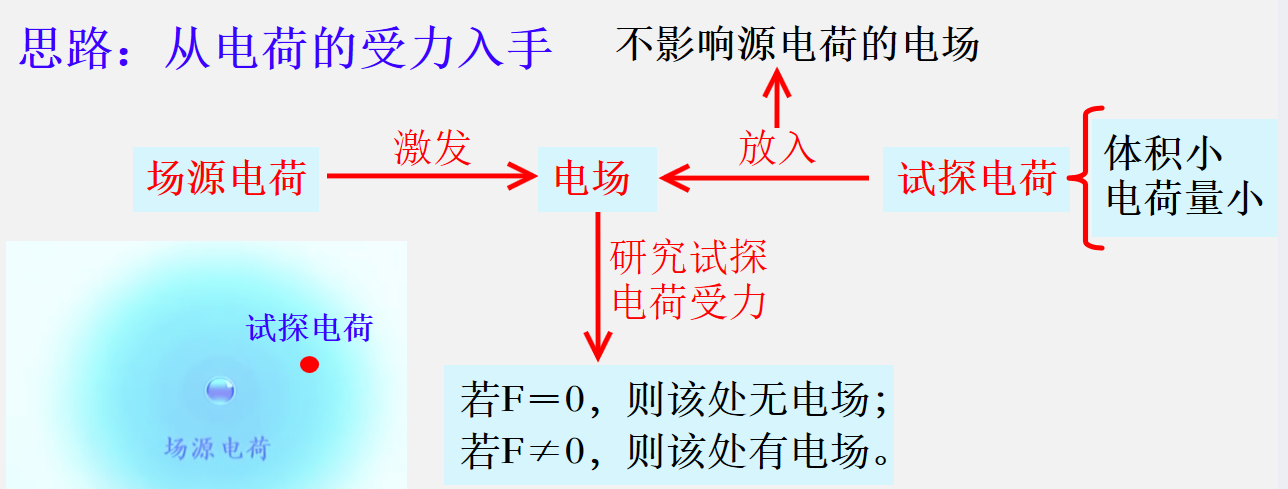 思路：从电荷的受力入手
不影响源电荷的电场
场源电荷
激发
电场
放入
试探电荷
体积小
电荷量小
研究试探
电荷受力
试探电荷
场源电荷
若F＝0，则该处无电场；
若F≠0，则该处有电场。